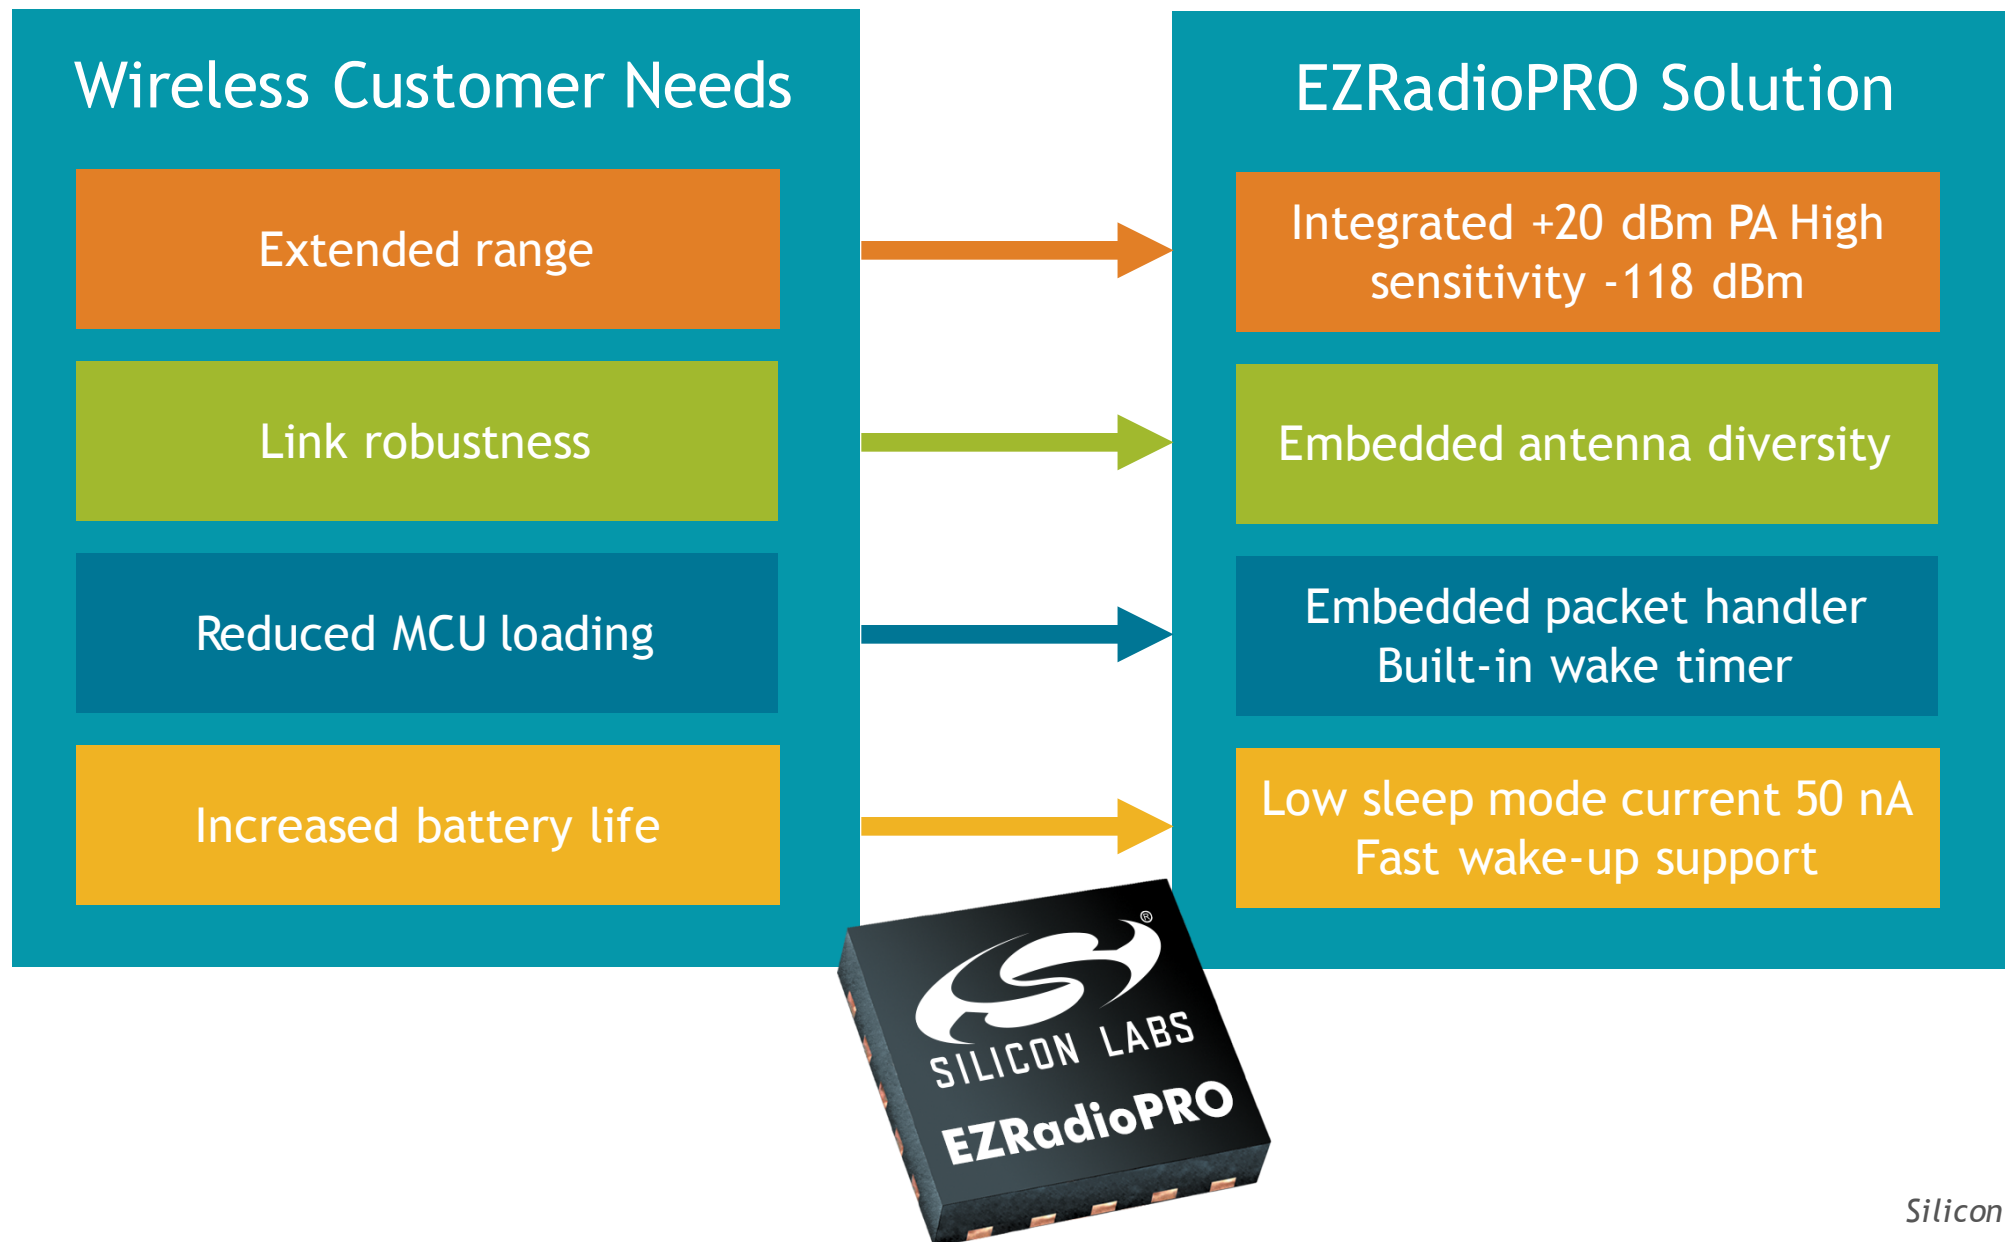 Wireless Customer Needs
Extended range
Link robustness
Reduced MCU loading
Increased battery life
EZRadioPRO Solution
Integrated +20 dBm PA High
sensitivity -118 dBm
Embedded antenna diversity
Embedded packet handler
Built-in wake timer
Low sleep mode current 50 nA
Fast wake-up support
®
SILICON LABS
EZRadioPRO
Silicon